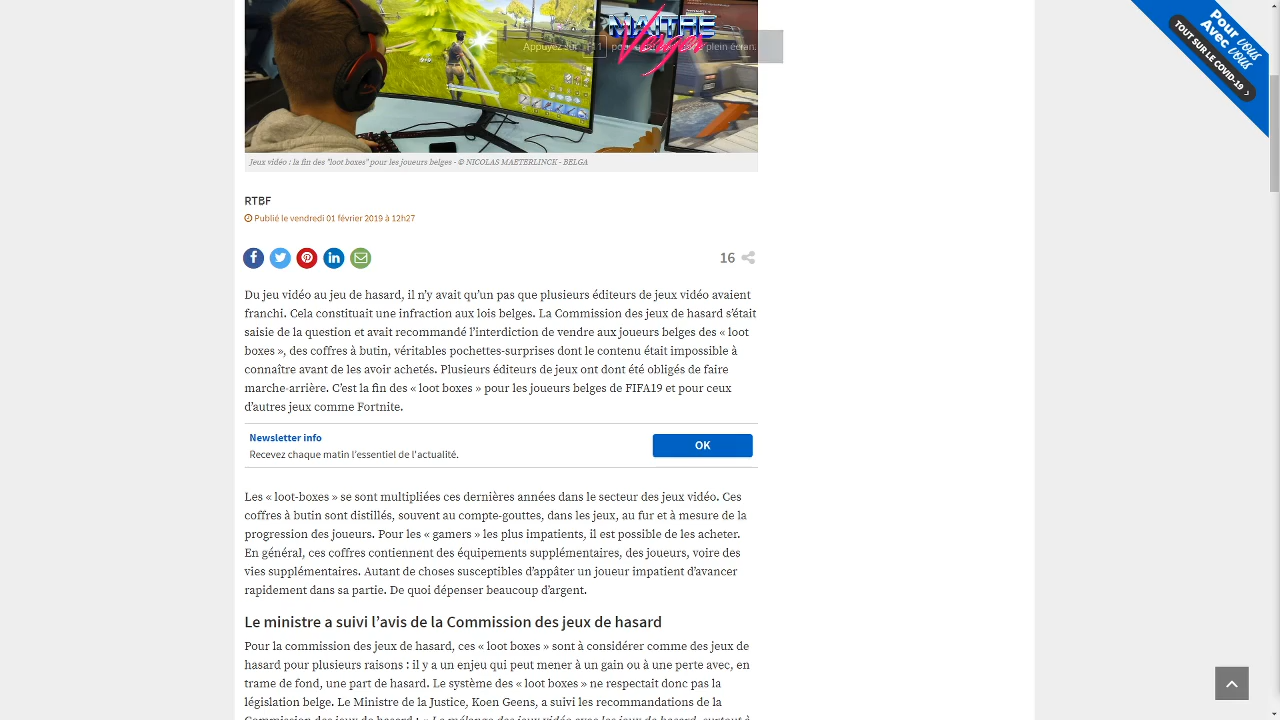 MAITRE
Vega
Appuyez sur F11 pour quitter le mode plein écran.
Pour vous
Avec vous
TOUT SUR LE COVID-19 ›
Jeux vidéo : la fin des "loot boxes" pour les joueurs belges - © NICOLAS MAETERLINCK - BELGA
RTBF
Publié le vendredi 01 février 2019 à 12h27
16
Du jeu vidéo au jeu de hasard, il n’y avait qu’un pas que plusieurs éditeurs de jeux vidéo avaient
franchi. Cela constituait une infraction aux lois belges. La Commission des jeux de hasard s’était
saisie de la question et avait recommandé l’interdiction de vendre aux joueurs belges des « loot
boxes », des coffres à butin, véritables pochettes-surprises dont le contenu était impossible à
connaître avant de les avoir achetés. Plusieurs éditeurs de jeux ont dont été obligés de faire
marche-arrière. C’est la fin des « loot boxes » pour les joueurs belges de FIFA19 et pour ceux
d’autres jeux comme Fortnite.
Newsletter info
Recevez chaque matin l’essentiel de l’actualité.
OK
Les « loot-boxes » se sont multipliées ces dernières années dans le secteur des jeux vidéo. Ces
coffres à butin sont distillés, souvent au compte-gouttes, dans les jeux, au fur et à mesure de la
progression des joueurs. Pour les « gamers » les plus impatients, il est possible de les acheter.
En général, ces coffres contiennent des équipements supplémentaires, des joueurs, voire des
vies supplémentaires. Autant de choses susceptibles d’appâter un joueur impatient d’avancer
rapidement dans sa partie. De quoi dépenser beaucoup d’argent.
Le ministre a suivi l’avis de la Commission des jeux de hasard
Pour la commission des jeux de hasard, ces « loot boxes » sont à considérer comme des jeux de
hasard pour plusieurs raisons : il y a un enjeu qui peut mener à un gain ou à une perte avec, en
trame de fond, une part de hasard. Le système des « loot boxes » ne respectait donc pas la
législation belge. Le Ministre de la Justice, Koen Geens, a suivi les recommandations de la
Commission des jeux de hasard : « Le mélange des jeux vidéo avec les jeux de hasard, surtout à